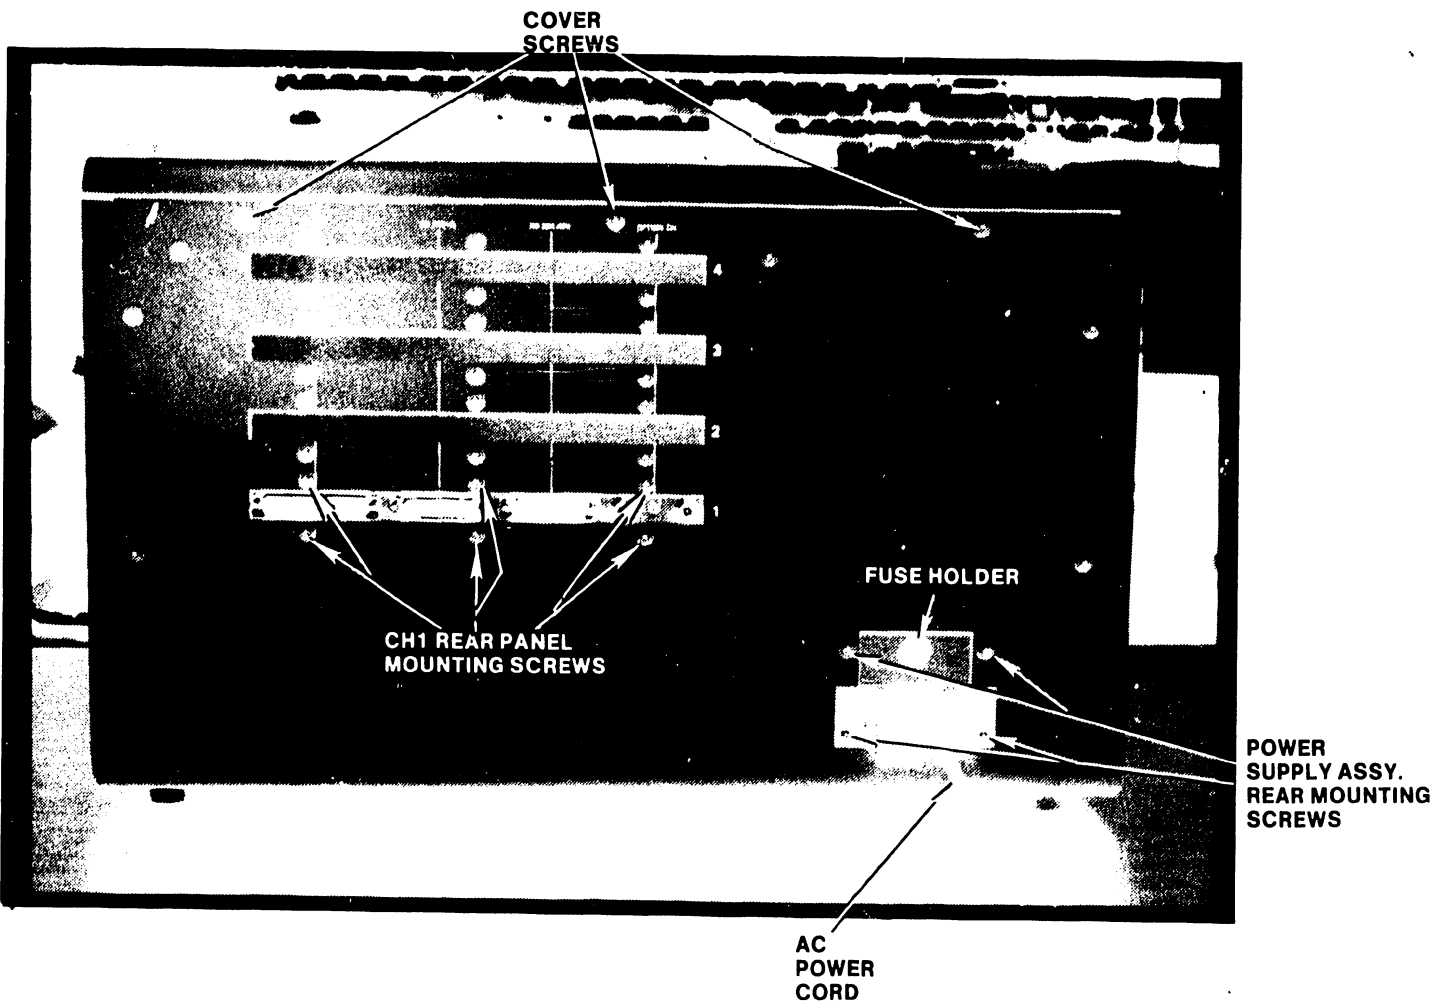 COVER
SCREWS
4
3
2
1
FUSE HOLDER
CH1 REAR PANEL
MOUNTING SCREWS
POWER
SUPPLY ASSY.
REAR MOUNTING
SCREWS
AC
POWER
CORD